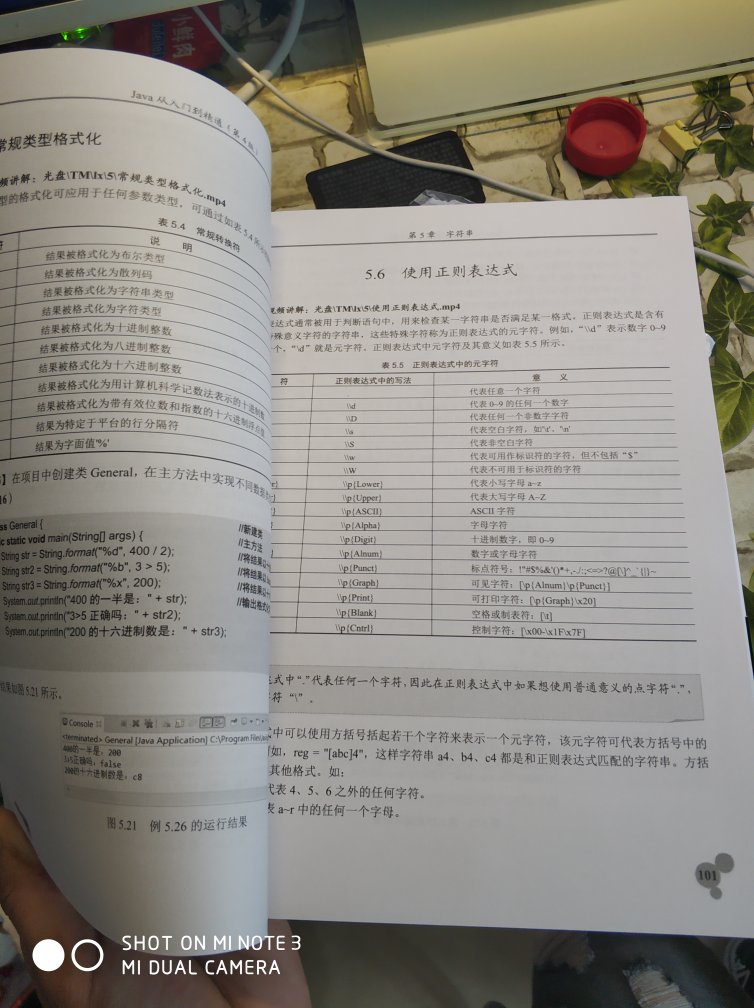 小鲜肉
Java 从入门到精通(第4版)
常规类型格式化
频讲解:光盘\TM\lx\5\常规类型格式化.mp4
型的格式化可应用于任何参数类型,可通过如表5.4所示
表 5.4 常规转换符
符 说 明
结果被格式化为布尔类型
结果被格式化为散列码
结果被格式化为字符串类型
结果被格式化为字符类型
结果被格式化为十进制整数
结果被格式化为八进制整数
结果被格式化为十六进制整数
结果被格式化为用计算机科学记数法表示的十进制数
结果被格式化为带有效位数和指数的十六进制浮点值
结果为特定于平台的行分隔符
结果为字面值'%'
】在项目中创建类 General,在主方法中实现不同数据
16)
ss General { //新建类
ic static void main(String[] args) { //主方法
String str = String.format("%d", 400 / 2); //将结果以
String str2 = String.format("%b", 3 > 5); //将结果以
String str3 = String.format("%x", 200); //将结果以
System.out.println("400 的一半是:" + str); //输出格式
System.out.println("3>5 正确吗:" + str2);
System.out.println("200 的十六进制数是:" + str3);
结果如图 5.21 所示。
Console
<terminated> General [Java Application] C:\Program Files\Java
400的一半是:200
3>5正确吗:false
200的十六进制数是:c8
图 5.21 例 5.26 的运行结果
第 5 章 字符串
5.6 使用正则表达式
视频讲解:光盘\TM\lx\5\使用正则表达式.mp4
表达式通常被用于判断语句中,用来检查某一字符串是否满足某一格式。正则表达式是含有
殊意义字符的字符串,这些特殊字符称为正则表达式的元字符。例如,“\\d”表示数字 0~9
个,“\d”就是元字符。正则表达式中元字符及其意义如表 5.5 所示。
表 5.5 正则表达式中的元字符
符 正则表达式中的写法 意 义
. 代表任意一个字符
\\d 代表 0~9 的任何一个数字
\\D 代表任何一个非数字字符
\\s 代表空白字符,如'\t'、'\n'
\\S 代表非空白字符
\\w 代表可用作标识符的字符,但不包括“$”
\\W 代表不可用于标识符的字符
\\p{Lower} 代表小写字母 a~z
\\p{Upper} 代表大写字母 A~Z
\\p{ASCII} ASCII 字符
\\p{Alpha} 字母字符
\\p{Digit} 十进制数字,即 0~9
\\p{Alnum} 数字或字母字符
\\p{Punct} 标点符号:!"#$%&'()*+,-./:;<=>?@[\]^_`{|}~
\\p{Graph} 可见字符:[\p{Alnum}\p{Punct}]
\\p{Print} 可打印字符:[\p{Graph}\x20]
\\p{Blank} 空格或制表符:[\t]
\\p{Cntrl} 控制字符:[\x00-\x1F\x7F]
达式中“.”代表任何一个字符,因此在正则表达式中如果想使用普通意义的点字符“.”,
字符“\”。
式中可以使用方括号括起若干个字符来表示一个元字符,该元字符可代表方括号中的
例如,reg = "[abc]4",这样字符串 a4、b4、c4 都是和正则表达式匹配的字符串。方括
其他格式。如:
代表 4、5、6 之外的任何字符。
表 a~r 中的任何一个字母。
101
SHOT ON MI NOTE 3
MI DUAL CAMERA